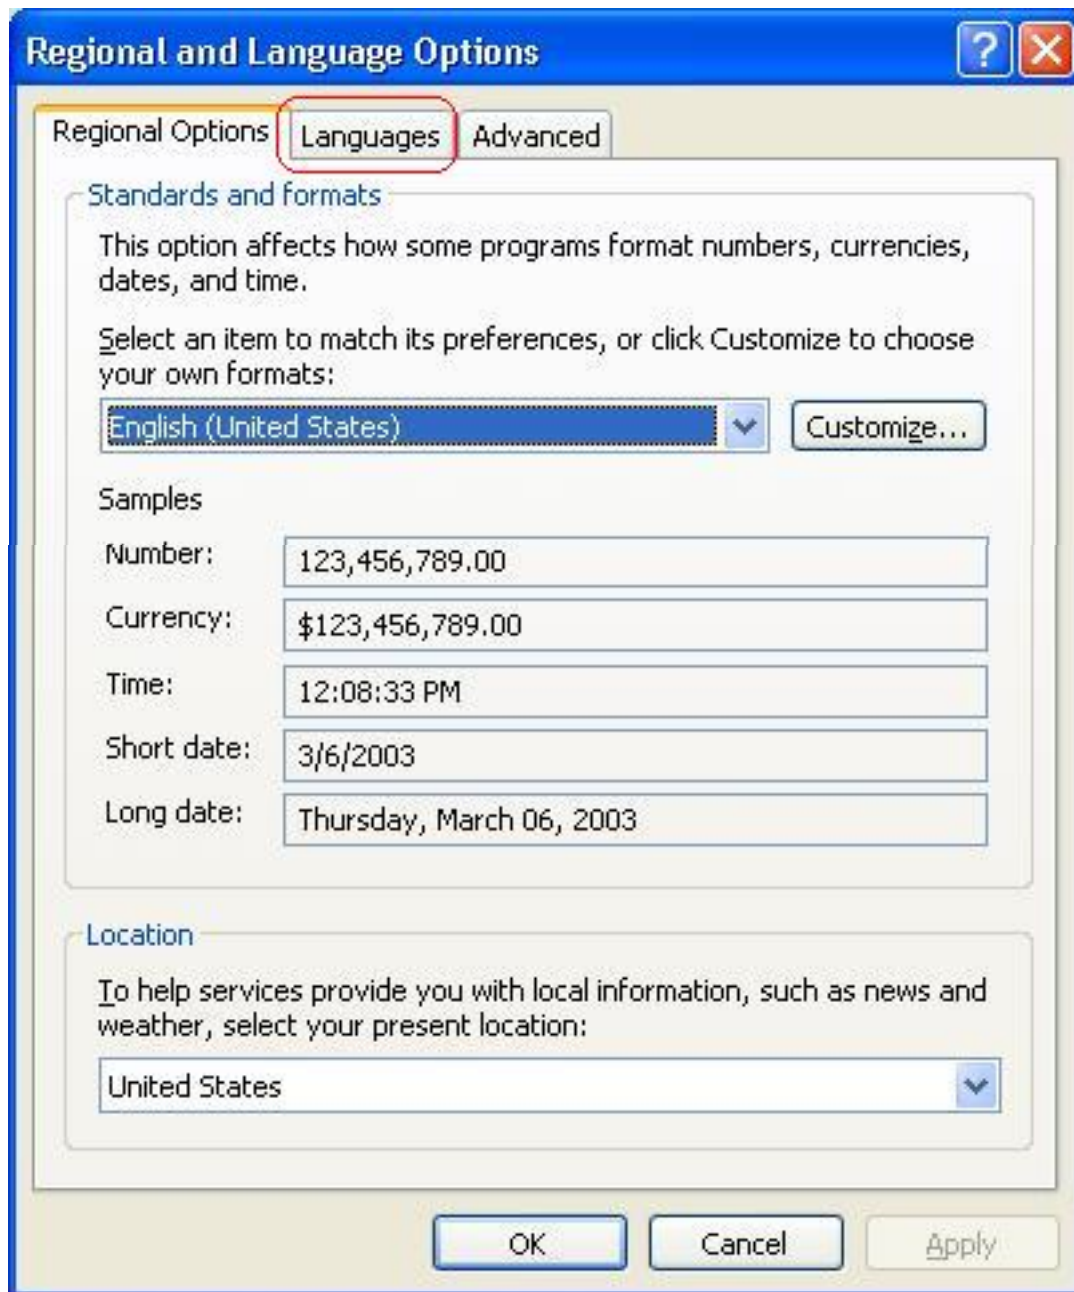 Regional and Language Options
Regional Options Languages Advanced
Standards and formats
This option affects how some programs format numbers, currencies,
dates, and time.
Select an item to match its preferences, or click Customize to choose
your own formats:
English (United States) Customize...
Samples
Number: 123,456,789.00
Currency: $123,456,789.00
Time: 12:08:33 PM
Short date: 3/6/2003
Long date: Thursday, March 06, 2003
Location
To help services provide you with local information, such as news and
weather, select your present location:
United States
OK Cancel Apply